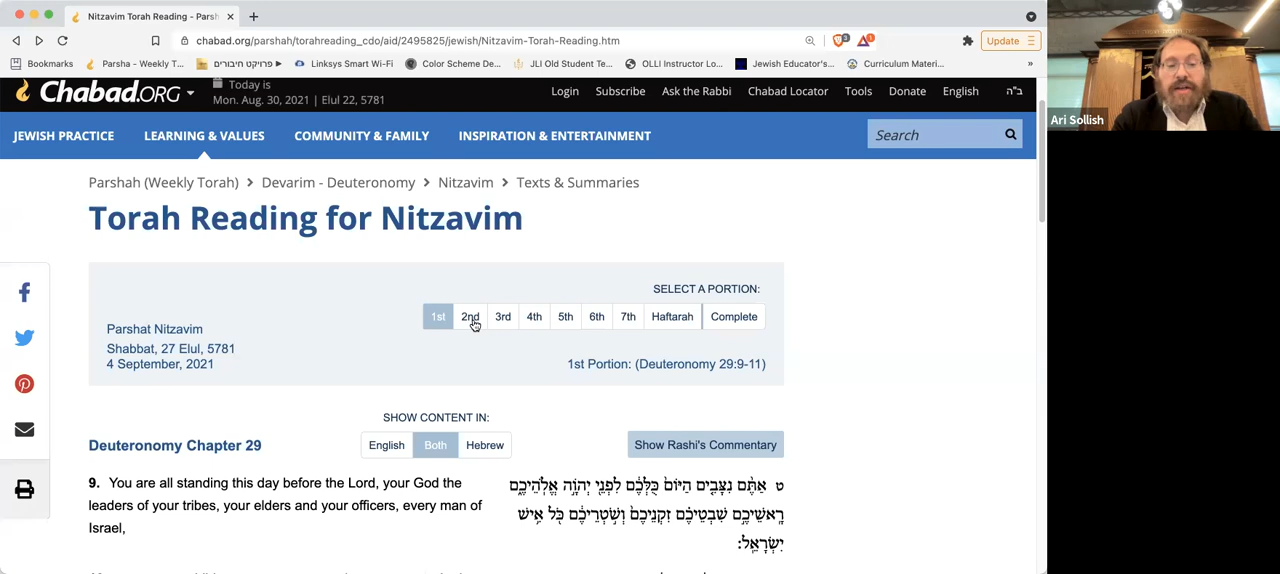 Nitzavim Torah Reading - Parsh
chabad.org/parshah/torahreading_cdo/aid/2495825/jewish/Nitzavim-Torah-Reading.htm
3
1
Update
Bookmarks
Parsha - Weekly T...
פרויקט חיבורים
Linksys Smart Wi-Fi
Color Scheme De...
JLI Old Student Te...
OLLI Instructor Lo...
Jewish Educator's...
Curriculum Materi...
»
Chabad.ORG
Today is
Mon. Aug. 30, 2021 | Elul 22, 5781
Login
Subscribe
Ask the Rabbi
Chabad Locator
Tools
Donate
English
ב"ה
JEWISH PRACTICE
LEARNING & VALUES
COMMUNITY & FAMILY
INSPIRATION & ENTERTAINMENT
Search
Parshah (Weekly Torah) > Devarim - Deuteronomy > Nitzavim > Texts & Summaries
Torah Reading for Nitzavim
SELECT A PORTION:
1st 2nd 3rd 4th 5th 6th 7th Haftarah Complete
Parshat Nitzavim
Shabbat, 27 Elul, 5781
4 September, 2021
1st Portion: (Deuteronomy 29:9-11)
SHOW CONTENT IN:
Deuteronomy Chapter 29
English Both Hebrew
Show Rashi's Commentary
9. You are all standing this day before the Lord, your God the
leaders of your tribes, your elders and your officers, every man of
Israel,
ט אַתֶּ֨ם נִצָּבִ֤ים הַיּוֹם֙ כֻּלְּכֶ֔ם לִפְנֵ֖י יְהֹוָ֣ה אֱלֹֽהֵיכֶ֑ם
רָֽאשֵׁיכֶ֣ם שִׁבְטֵיכֶ֗ם זִקְנֵיכֶם֙ וְשֹׁ֣טְרֵיכֶ֔ם כֹּ֖ל אִ֥ישׁ
יִשְׂרָאֵֽל:
Ari Sollish